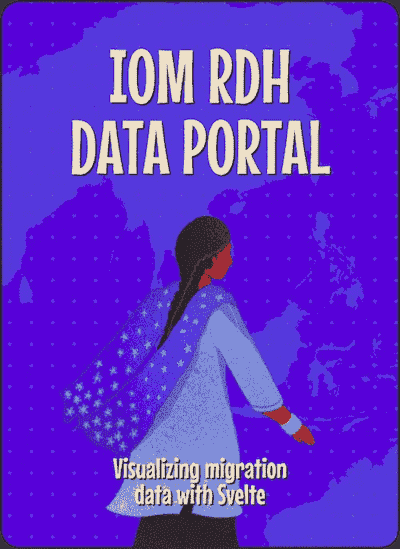 IOM RDH
DATA PORTAL
Visualizing migration
data with Svelte